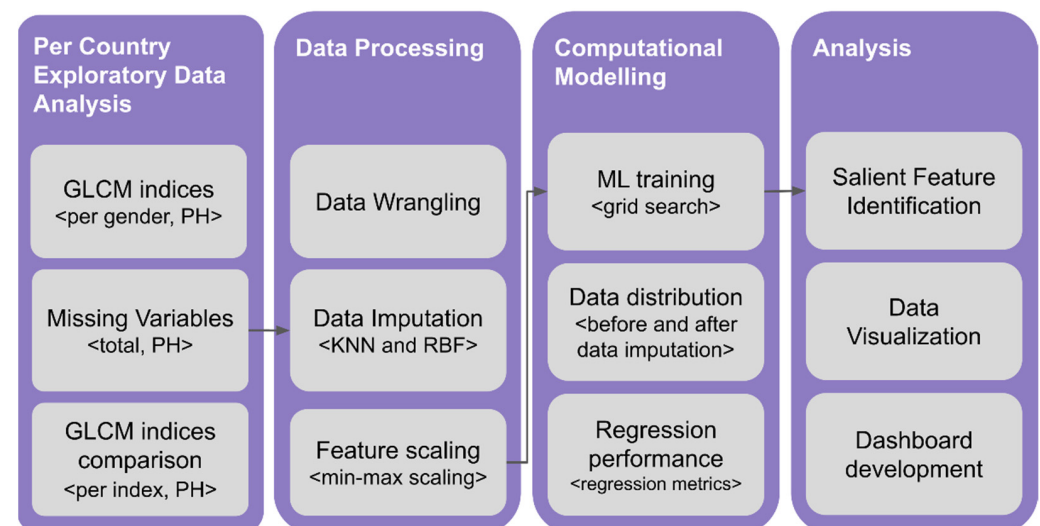 Per Country
Exploratory Data
Analysis
GLCM indices
<per gender, PH>
Missing Variables
<total, PH>
GLCM indices
comparison
<per index, PH>
Data Processing
Data Wrangling
Data Imputation
<KNN and RBF>
Feature scaling
<min-max scaling>
Computational
Modelling
ML training
<grid search>
Data distribution
<before and after
data imputation>
Regression
performance
<regression metrics>
Analysis
Salient Feature
Identification
Data
Visualization
Dashboard
development